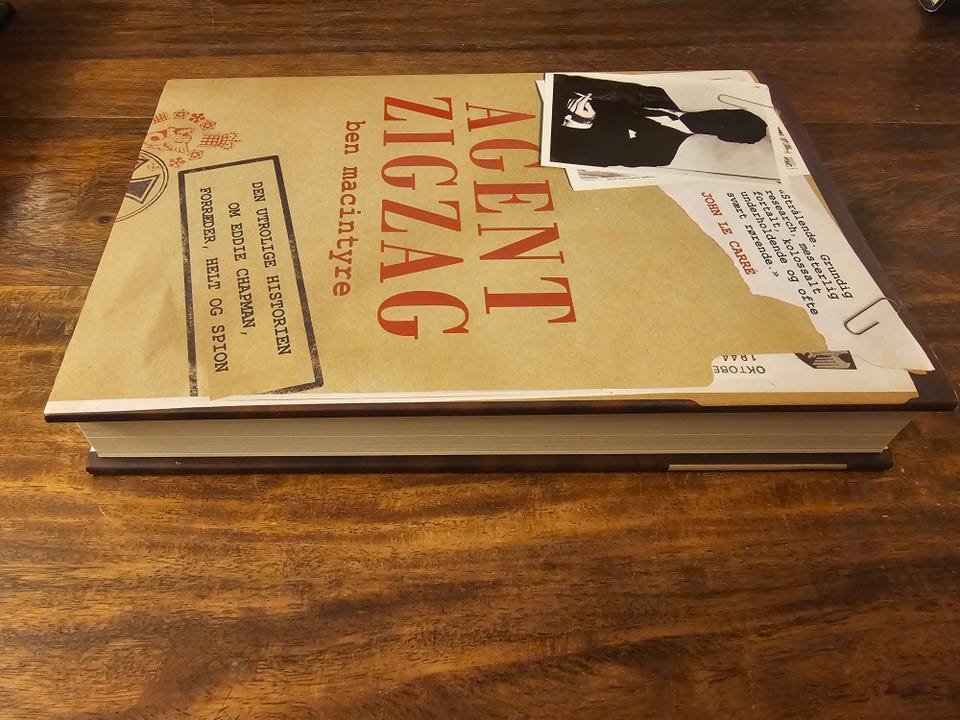 «Strålende. Grundig
research, mesterlig
fortalt, kolossalt
underholdende og ofte
svært rørende.»
JOHN LE CARRÉ
OKTOBE
1944
AGENT
ZIGZAG
ben macintyre
DEN UTROLIGE HISTORIEN
OM EDDIE CHAPMAN,
FORRÆDER, HELT OG SPION